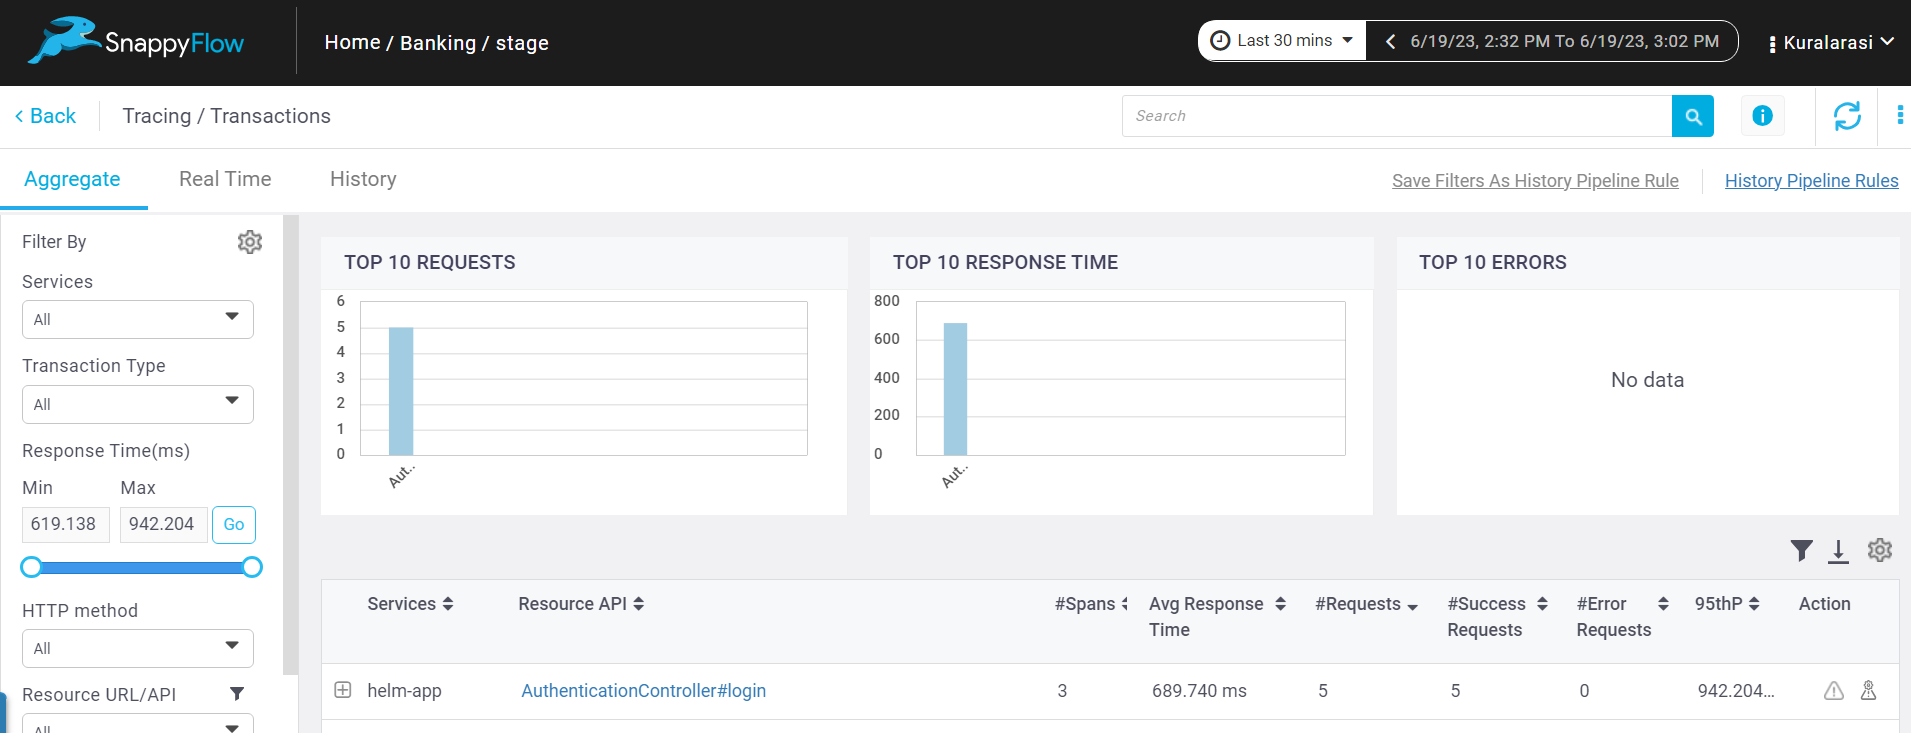 SnappyFlow
Home / Banking / stage
Last 30 mins
6/19/23, 2:32 PM To 6/19/23, 3:02 PM
Kuralarasi
Back
Tracing / Transactions
Search
Aggregate
Real Time
History
Save Filters As History Pipeline Rule
History Pipeline Rules
Filter By
Services
All
Transaction Type
All
Response Time(ms)
Min Max
619.138 942.204 Go
HTTP method
All
Resource URL/API
All
TOP 10 REQUESTS
6
5
4
3
2
1
0
Aut..
TOP 10 RESPONSE TIME
800
600
400
200
0
Aut..
TOP 10 ERRORS
No data
Services Resource API #Spans Avg Response Time #Requests #Success Requests #Error Requests 95thP Action
helm-app AuthenticationController#login 3 689.740 ms 5 5 0 942.204...